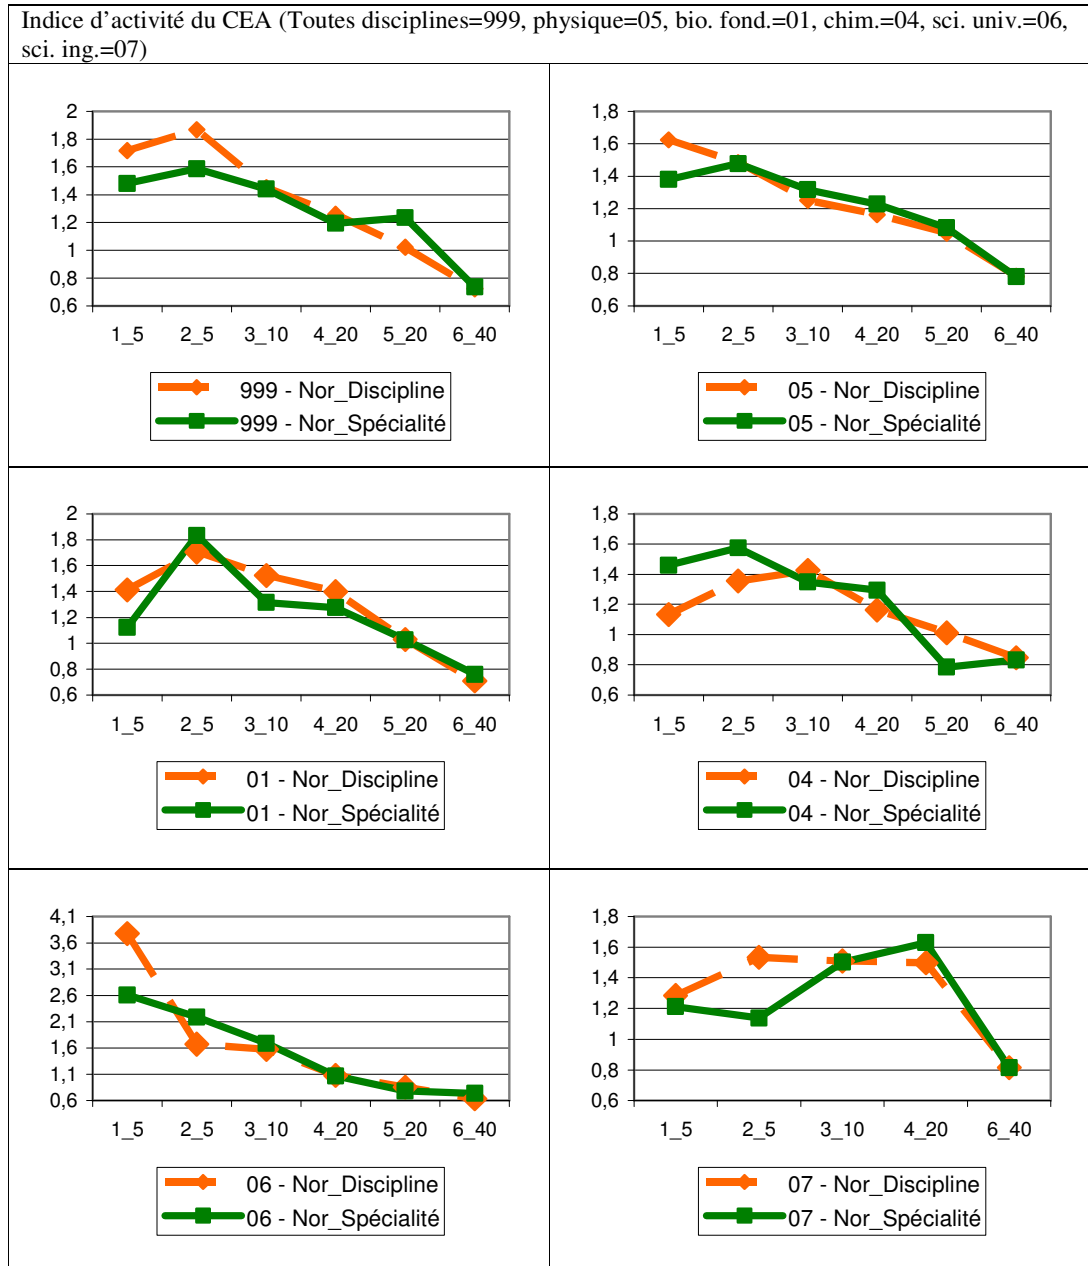 Indice d'activité du CEA (Toutes disciplines=999, physique=05, bio. fond.=01, chim.=04, sci. univ.=06,
sci. ing.=07)
2
1,8
1,6
1,4
1,2
1
0,8
0,6
1_5 2_5 3_10 4_20 5_20 6_40
999 - Nor_Discipline
999 - Nor_Spécialité
1,8
1,6
1,4
1,2
1
0,8
0,6
1_5 2_5 3_10 4_20 5_20 6_40
05 - Nor_Discipline
05 - Nor_Spécialité
2
1,8
1,6
1,4
1,2
1
0,8
0,6
1_5 2_5 3_10 4_20 5_20 6_40
01 - Nor_Discipline
01 - Nor_Spécialité
1,8
1,6
1,4
1,2
1
0,8
0,6
1_5 2_5 3_10 4_20 5_20 6_40
04 - Nor_Discipline
04 - Nor_Spécialité
4,1
3,6
3,1
2,6
2,1
1,6
1,1
0,6
1_5 2_5 3_10 4_20 5_20 6_40
06 - Nor_Discipline
06 - Nor_Spécialité
1,8
1,6
1,4
1,2
1
0,8
0,6
1_5 2_5 3_10 4_20 6_40
07 - Nor_Discipline
07 - Nor_Spécialité